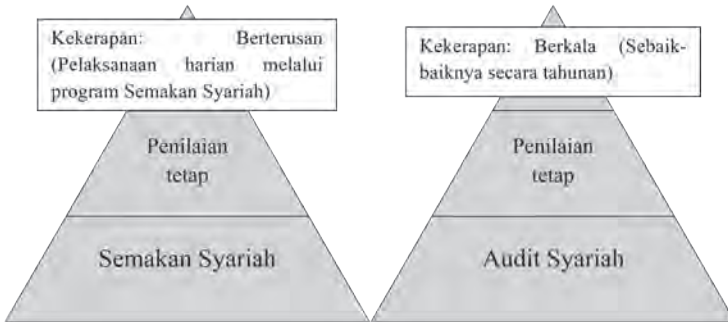 Kekerapan: Berterusan
(Pelaksanaan harian melalui
program Semakan Syariah)
Penilaian
tetap
Semakan Syariah
Kekerapan: Berkala (Sebaik-
baiknya secara tahunan)
Penilaian
tetap
Audit Syariah